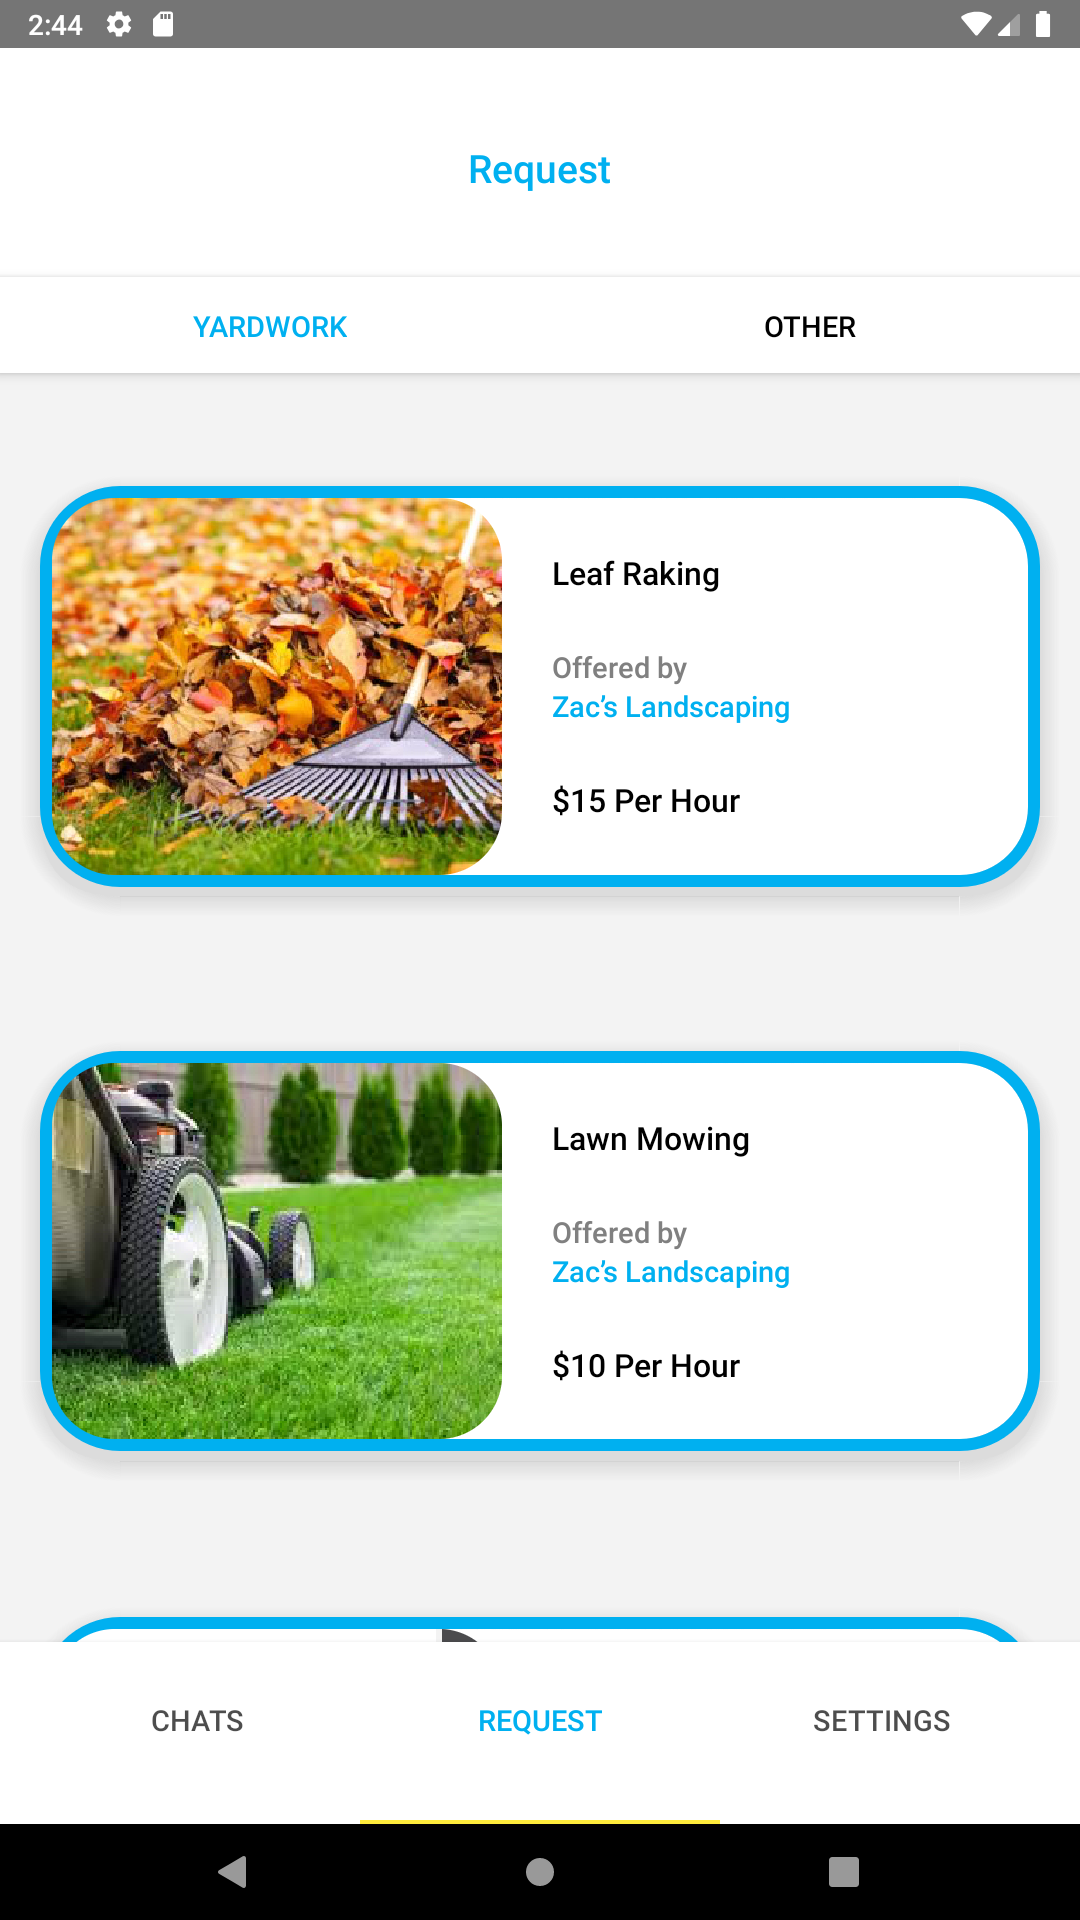 2:44
Request
YARDWORK
OTHER
Leaf Raking
Offered by
Zac’s Landscaping
$15 Per Hour
Lawn Mowing
Offered by
Zac’s Landscaping
$10 Per Hour
CHATS
REQUEST
SETTINGS